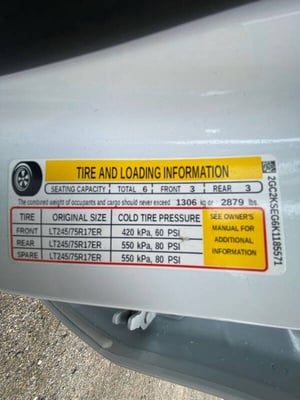 TIRE AND LOADING INFORMATION
SEATING CAPACITY TOTAL 6 FRONT 3 REAR 3
The combined weight of occupants and cargo should never exceed 1306 kg or 2879 lbs.
TIRE ORIGINAL SIZE COLD TIRE PRESSURE
FRONT LT245/75R17ER 420 kPa, 60 PSI
REAR LT245/75R17ER 550 kPa, 80 PSI
SPARE LT245/75R17ER 550 kPa, 80 PSI
SEE OWNER'S
MANUAL FOR
ADDITIONAL
INFORMATION
2GC2KSEG6K1185571